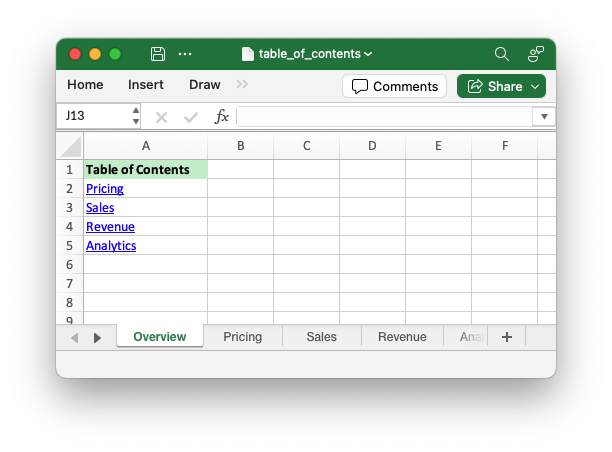 table_of_contents
Home Insert Draw Comments Share
J13 fx
A B C D E F
1 Table of Contents
2 Pricing
3 Sales
4 Revenue
5 Analytics
6
7
8
9
Overview Pricing Sales Revenue Ana